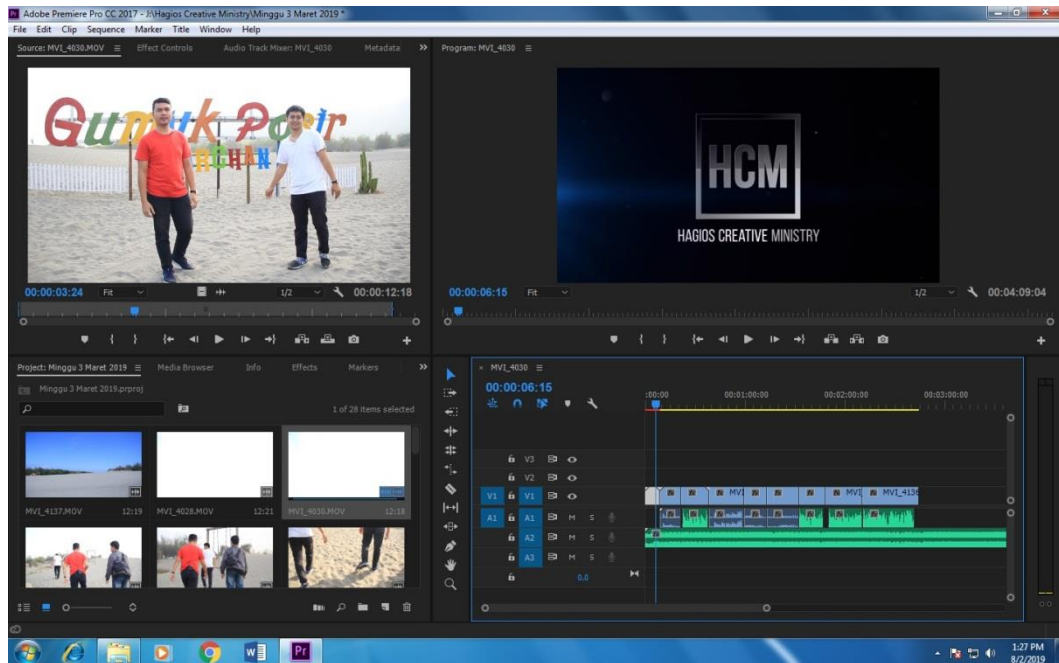 Adobe Premiere Pro CC 2017 - J:\Hagios Creative Ministry\Minggu 3 Maret 2019 *
File Edit Clip Sequence Marker Title Window Help
Source: MVI_4030.MOV Effect Controls Audio Track Mixer: MVI_4030 Metadata
Gumuk Pasir
00:00:03:24 Fit 1/2 00:00:12:18
Program: MVI_4030
HCM
HAGIOS CREATIVE MINISTRY
00:00:06:15 Fit 1/2 00:04:09:04
Project: Minggu 3 Maret 2019 Media Browser Info Effects Markers
Minggu 3 Maret 2019.prproj
1 of 28 items selected
MVI_4137.MOV 12:19 MVI_4028.MOV 12:21 MVI_4030.MOV 12:18
MVI_4030
00:00:06:15
:00:00 00:01:00:00 00:02:00:00 00:03:00:00
V3
V2
V1 V1 MVI MVI MVI_4136
A1 A1 M S
A2 M S
A3 M S
0.0
Pr
1:27 PM
8/2/2019